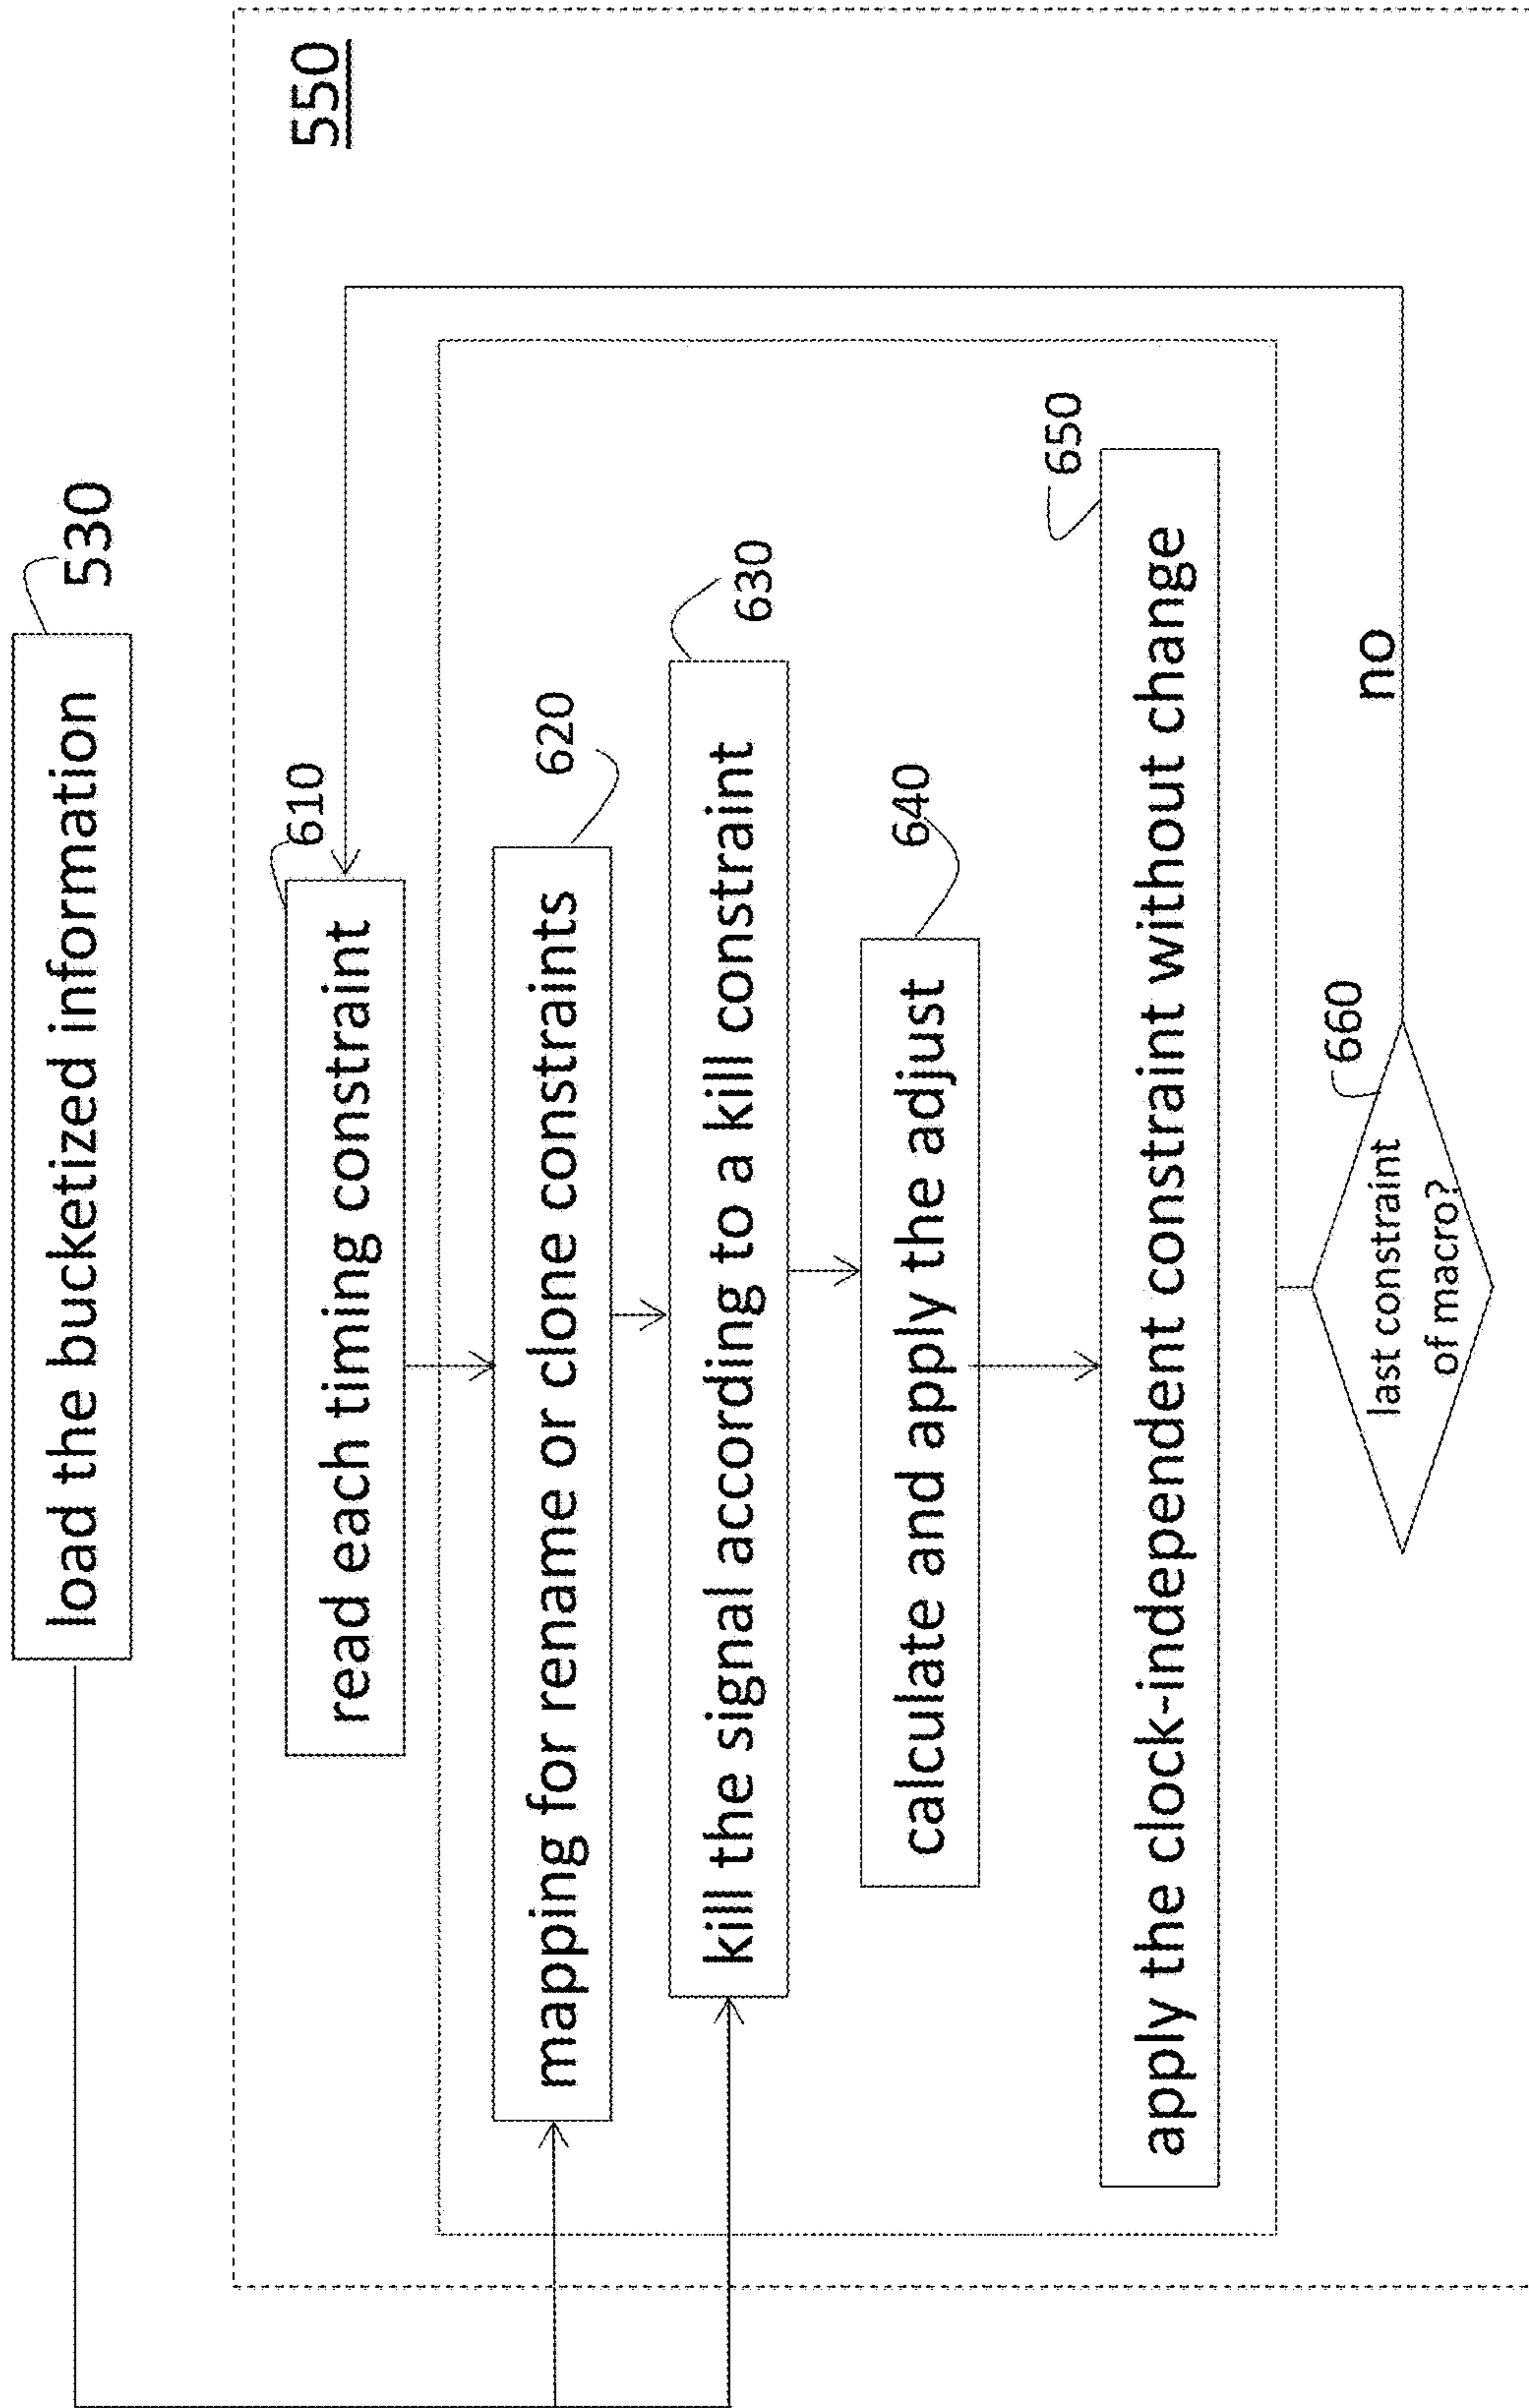 load the bucketized information
530
550
read each timing constraint
610
mapping for rename or clone constraints
620
kill the signal according to a kill constraint
630
calculate and apply the adjust
640
apply the clock-independent constraint without change
650
last constraint
of macro?
660
no